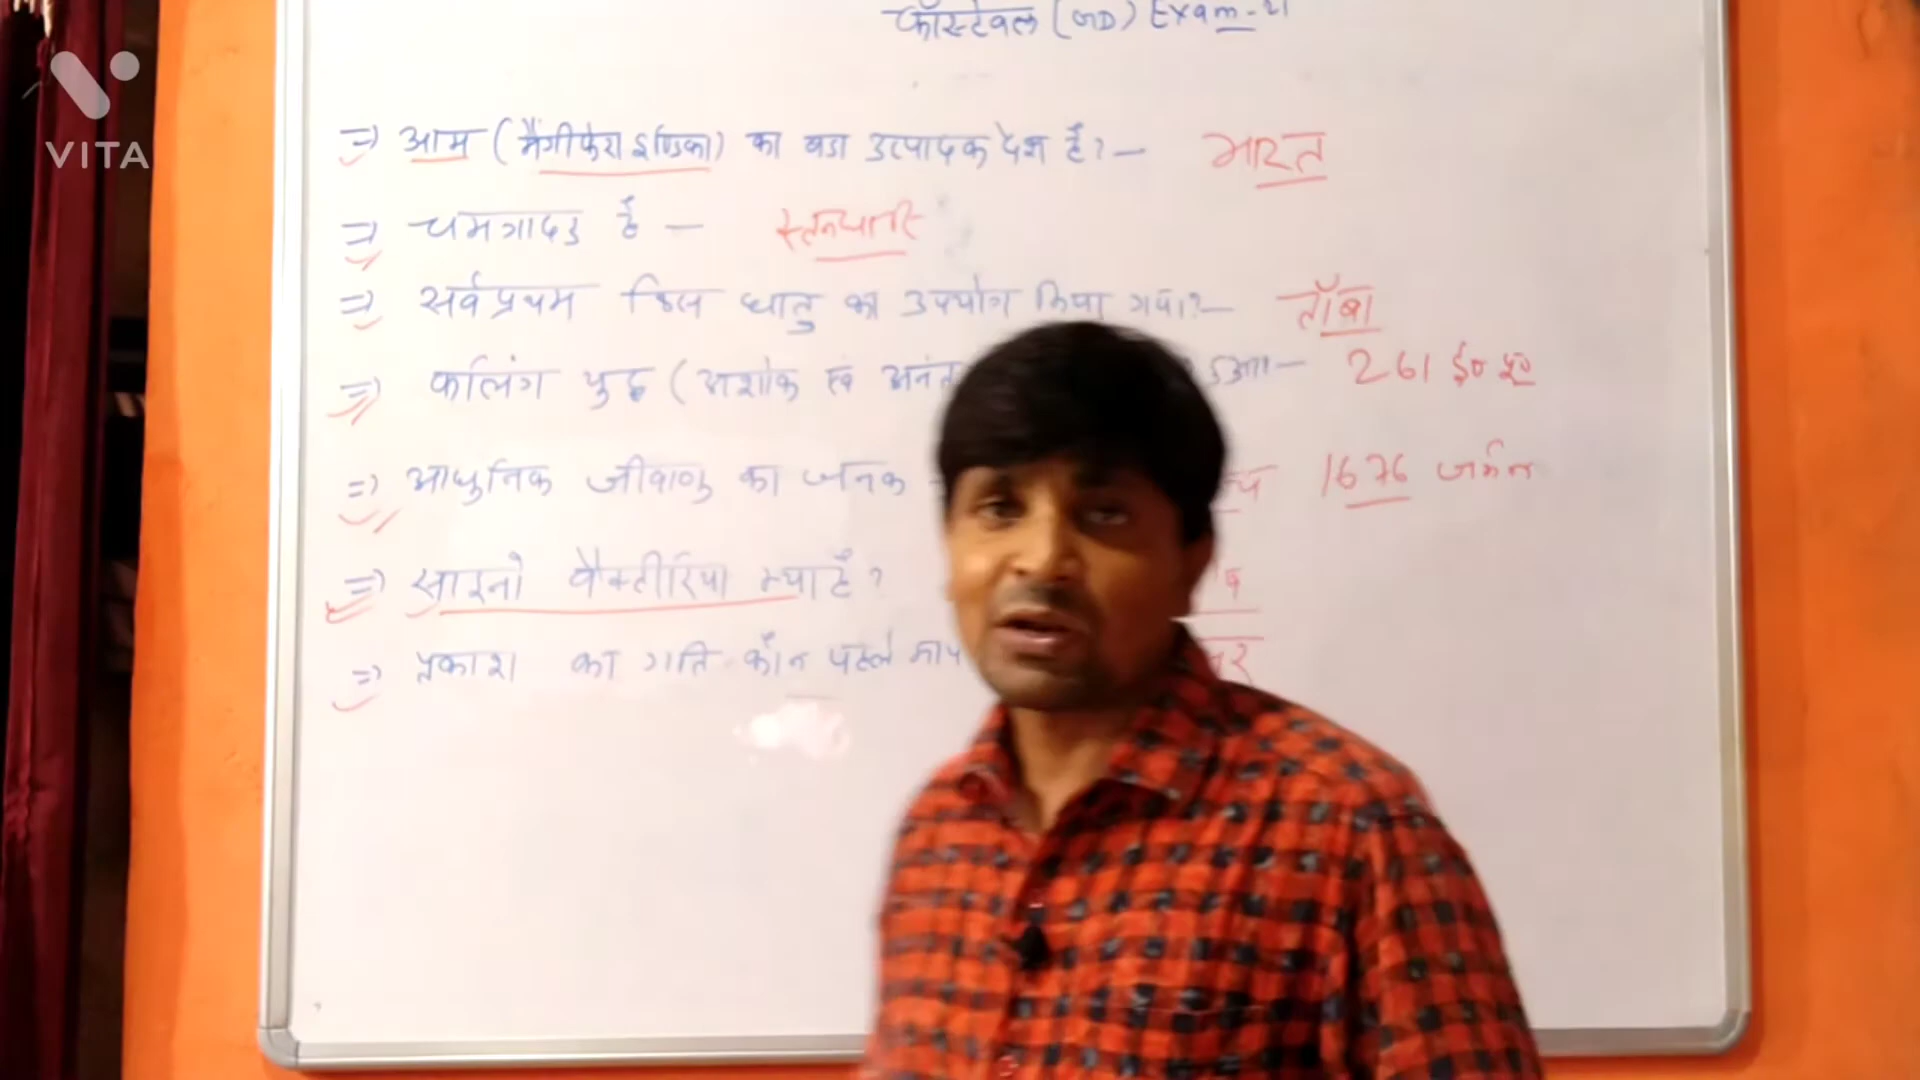 कॉस्टेबल (GD) Exam-21
VITA
=) आम (मैंगीफेरा इण्डिका) का बडा उत्पादक देश है? — भारत
=) चमगादड है — स्तनधारी
=) सर्वप्रथम किस धातु का उपयोग किया गया? — ताँबा
=) कलिंग युद्ध (अशोक एवं अनंत हुआ — 261 ई० पू०
=) आधुनिक जीवाणु का जनक 1676 जर्मन
=) साइनो बैक्टीरिया क्या है?
=) प्रकाश का गति कौन पहले माप